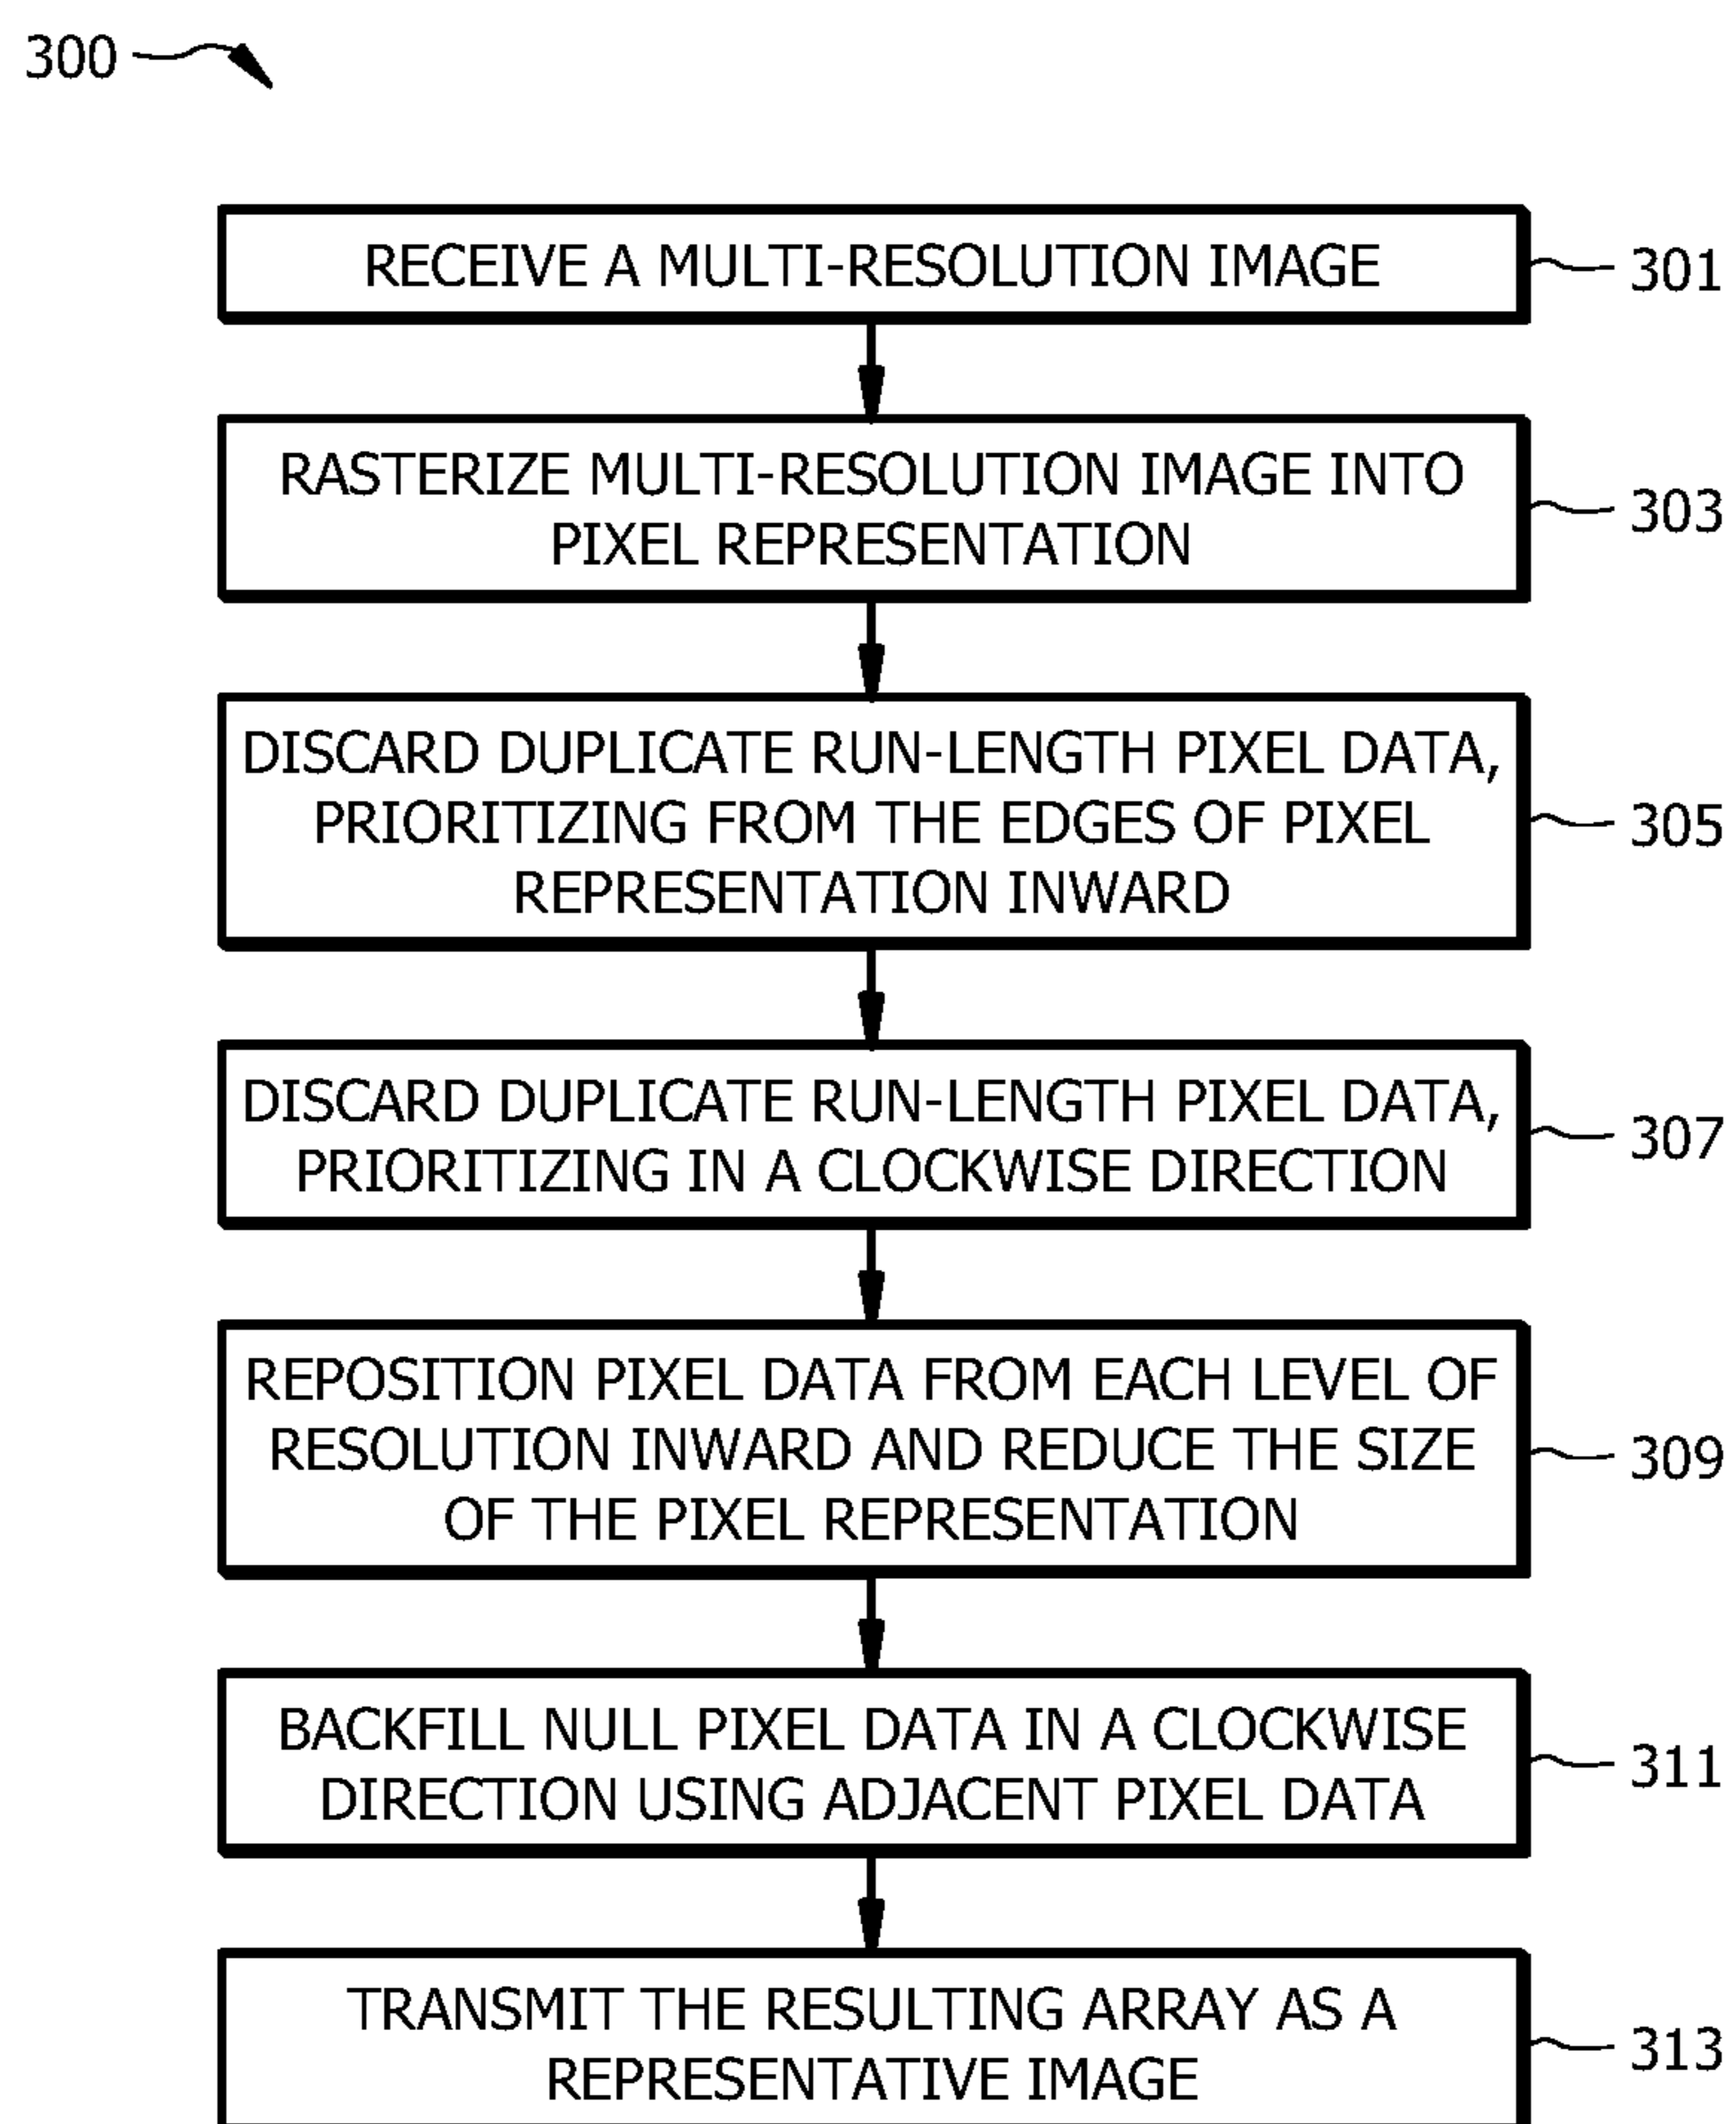 300
RECEIVE A MULTI-RESOLUTION IMAGE
301
RASTERIZE MULTI-RESOLUTION IMAGE INTO
PIXEL REPRESENTATION
303
DISCARD DUPLICATE RUN-LENGTH PIXEL DATA,
PRIORITIZING FROM THE EDGES OF PIXEL
REPRESENTATION INWARD
305
DISCARD DUPLICATE RUN-LENGTH PIXEL DATA,
PRIORITIZING IN A CLOCKWISE DIRECTION
307
REPOSITION PIXEL DATA FROM EACH LEVEL OF
RESOLUTION INWARD AND REDUCE THE SIZE
OF THE PIXEL REPRESENTATION
309
BACKFILL NULL PIXEL DATA IN A CLOCKWISE
DIRECTION USING ADJACENT PIXEL DATA
311
TRANSMIT THE RESULTING ARRAY AS A
REPRESENTATIVE IMAGE
313